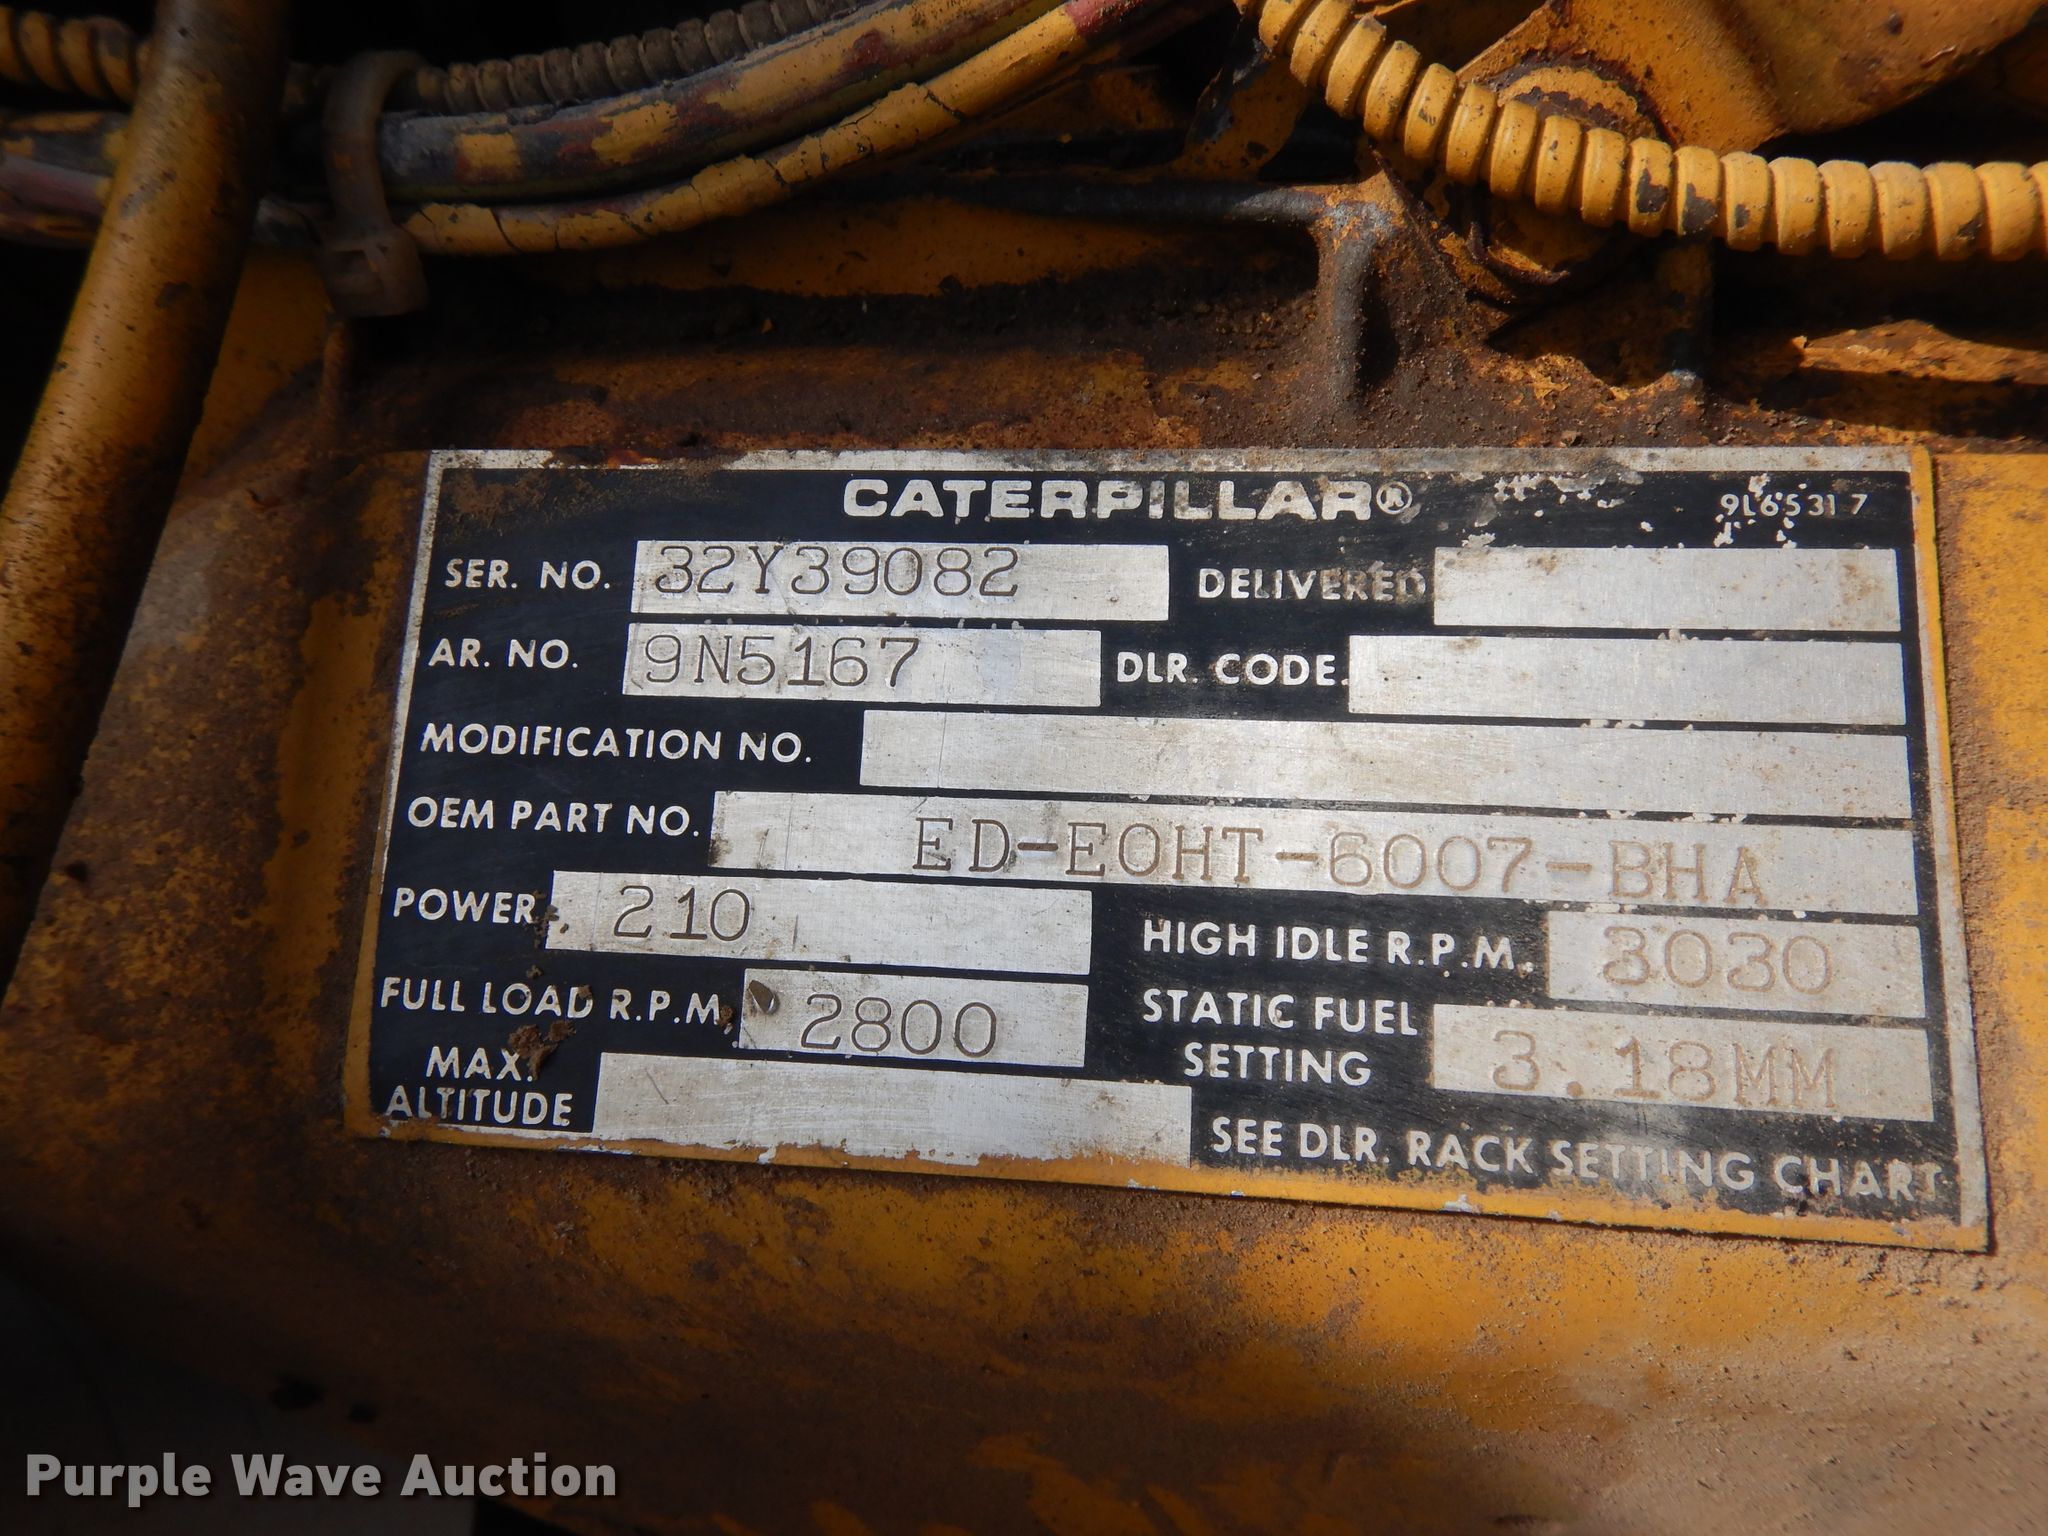 CATERPILLAR® 9L6531 7
SER. NO. 32Y39082 DELIVERED
AR. NO. 9N5167 DLR. CODE.
MODIFICATION NO.
OEM PART NO. ED-EOHT-6007-BHA
POWER 210 HIGH IDLE R.P.M. 3030
FULL LOAD R.P.M. 2800 STATIC FUEL SETTING 3.18MM
MAX. ALTITUDE SEE DLR. RACK SETTING CHART
Purple Wave Auction